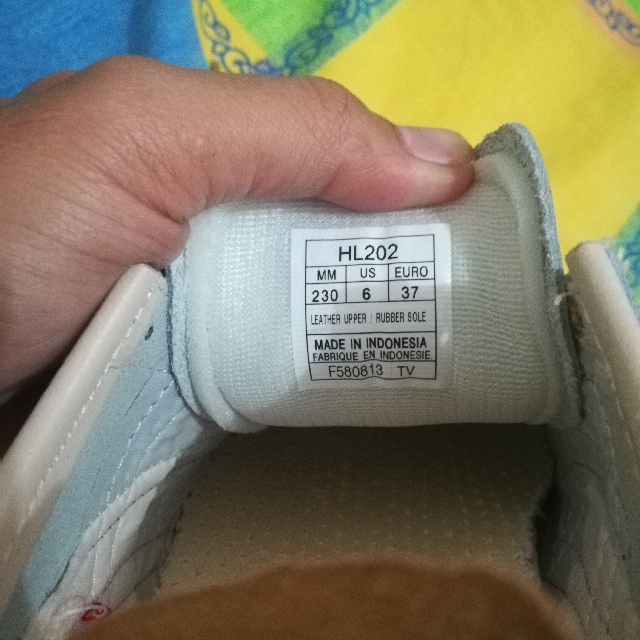 HL202
MM US EURO
230 6 37
LEATHER UPPER / RUBBER SOLE
MADE IN INDONESIA
FABRIQUE EN INDONESIE
F580813 TV